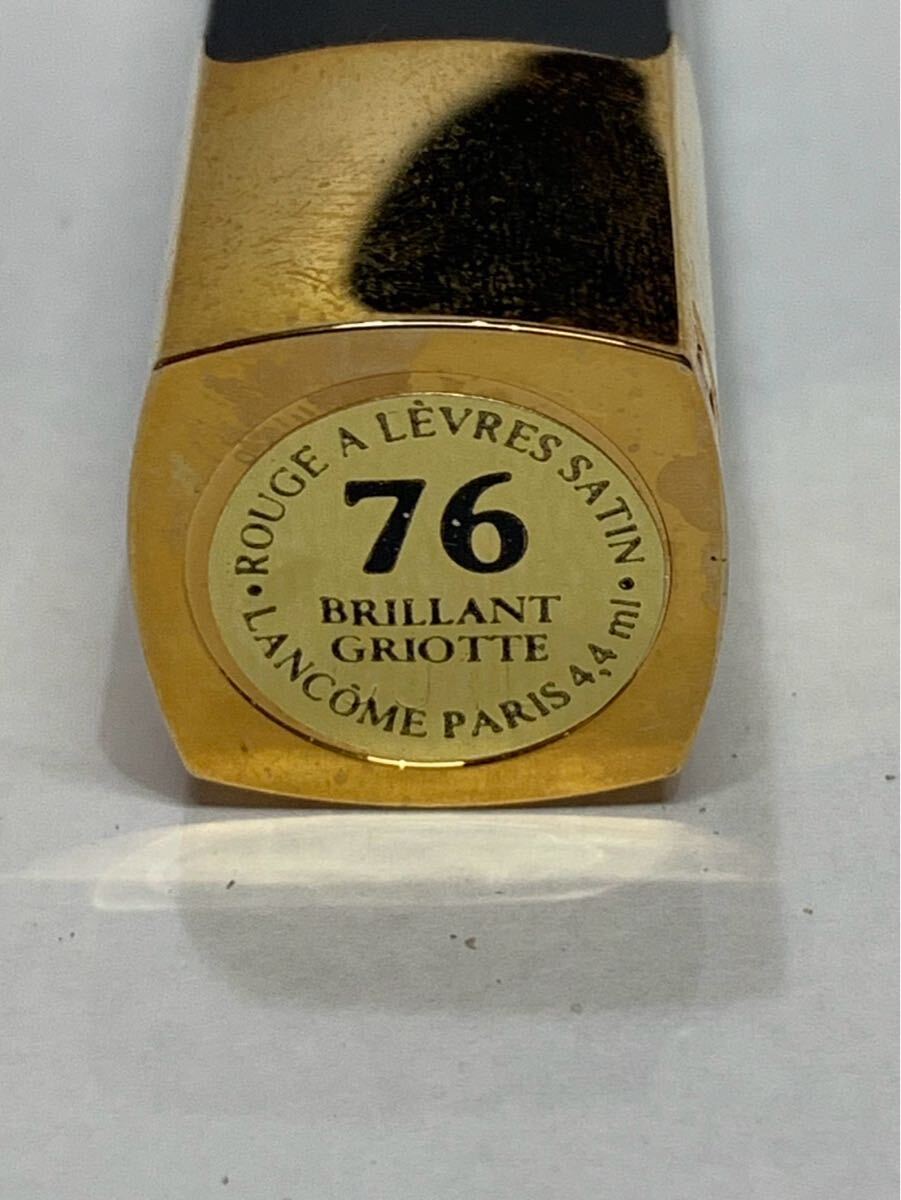 • ROUGE A LÈVRES SATIN •
76
BRILLANT
GRIOTTE
LANCÔME PARIS 4,4 ml